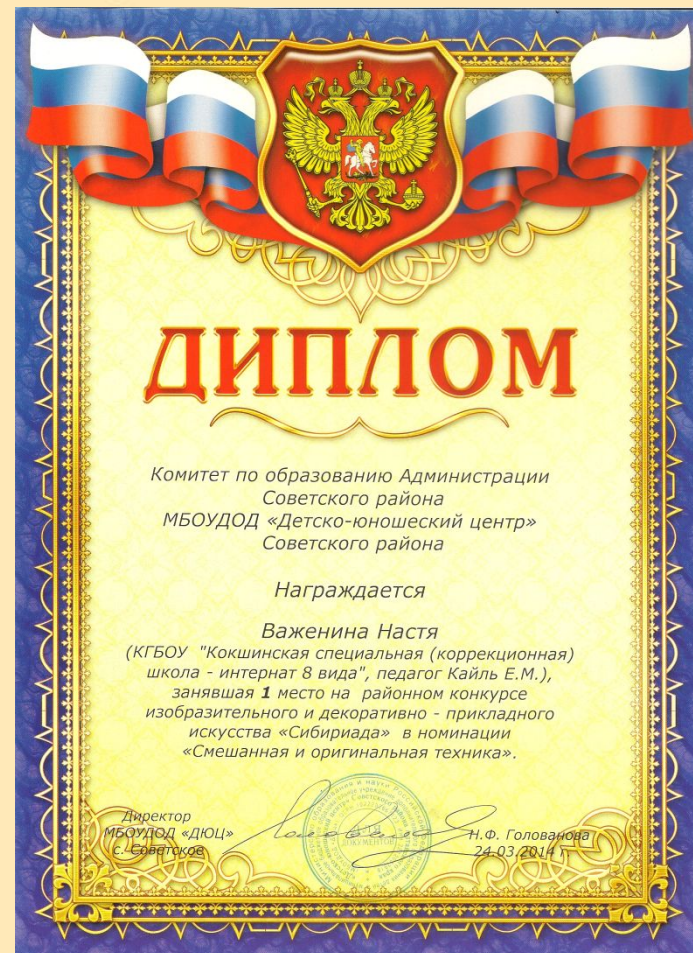 ДИПЛОМ
Комитет по образованию Администрации
Советского района
МБОУДОД «Детско-юношеский центр»
Советского района
Награждается
Важенина Настя
(КГБОУ "Кокшинская специальная (коррекционная)
школа - интернат 8 вида", педагог Кайль Е.М.),
занявшая 1 место на районном конкурсе
изобразительного и декоративно - прикладного
искусства «Сибириада» в номинации
«Смешанная и оригинальная техника».
Директор
МБОУДОД «ДЮЦ»
с. Советское
Н.Ф. Голованова
24.03.2014 г.
ДОКУМЕНТОВ